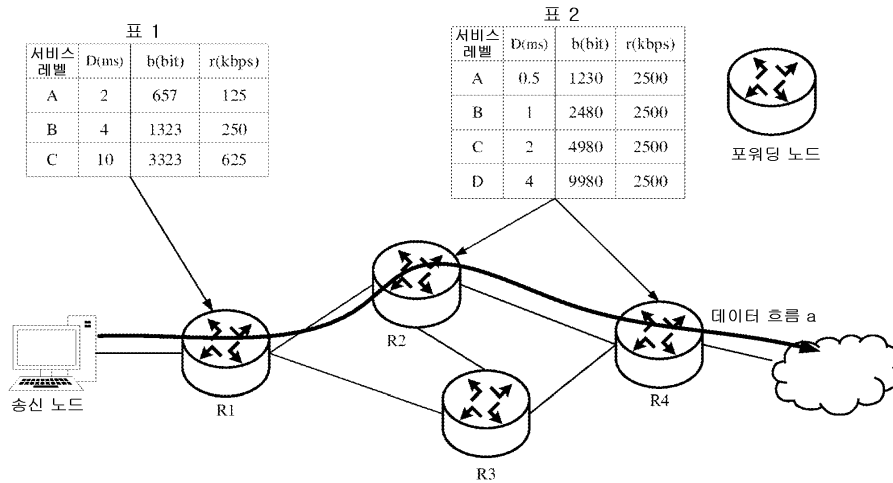 표 1
서비스 레벨 D(ms) b(bit) r(kbps)
A 2 657 125
B 4 1323 250
C 10 3323 625
표 2
서비스 레벨 D(ms) b(bit) r(kbps)
A 0.5 1230 2500
B 1 2480 2500
C 2 4980 2500
D 4 9980 2500
포워딩 노드
데이터 흐름 a
송신 노드
R1
R2
R3
R4